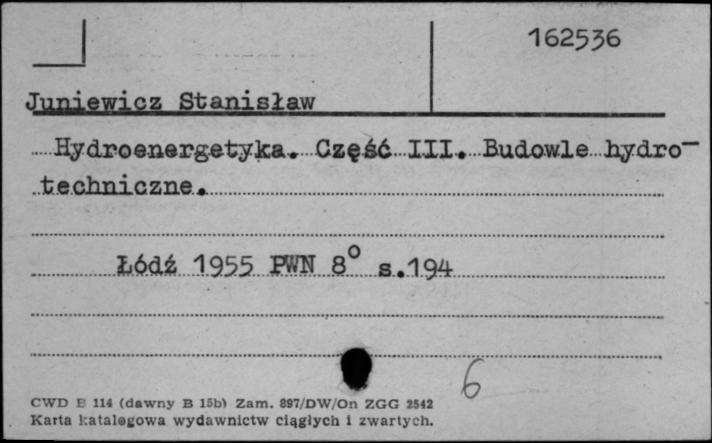 162536
Juniewicz Stanisław
Hydroenergetyka. Część III. Budowle hydro-
techniczne.
Łódź 1955 PWN 8° s.194
6
CWD B 114 (dawny B 15b) Zam. 897/DW/On ZGG 2542
Karta katalogowa wydawnictw ciągłych i zwartych.